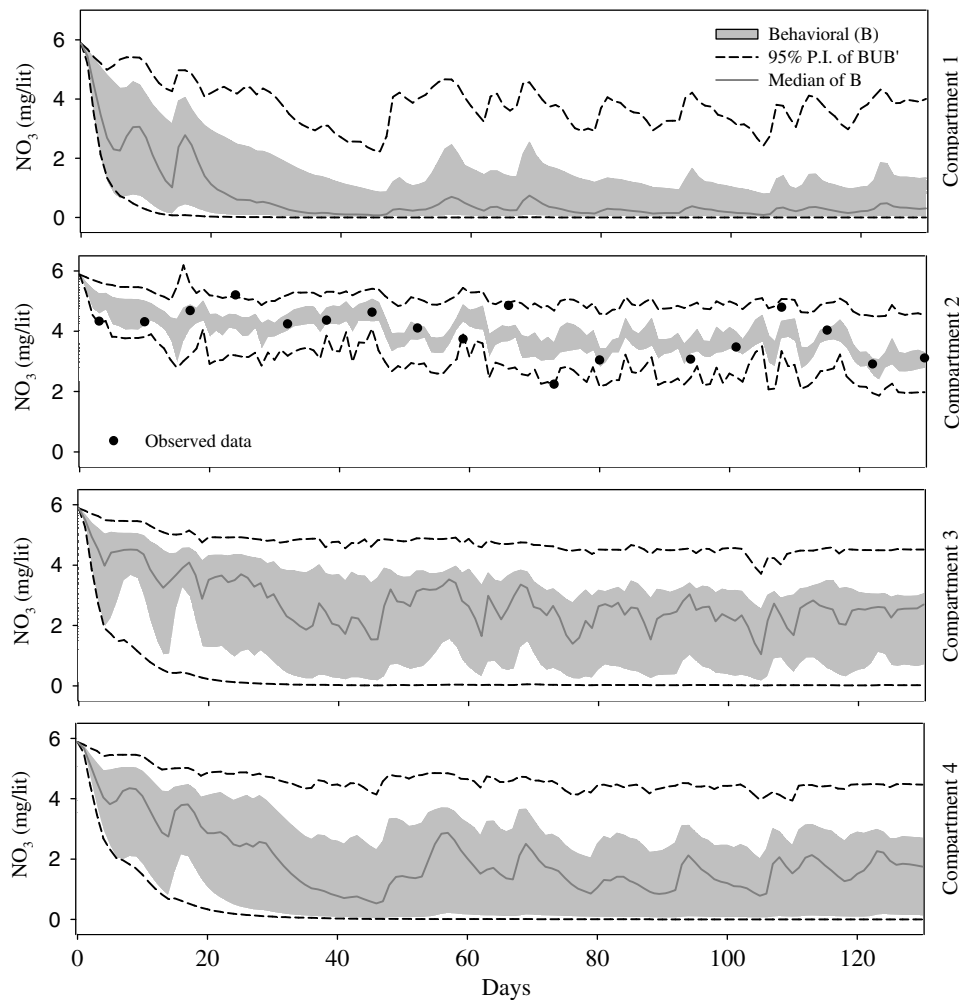 6
4
2
0
NO3 (mg/lit)
Behavioral (B)
95% P.I. of BUB'
Median of B
Compartment 1
6
4
2
0
NO3 (mg/lit)
Observed data
Compartment 2
6
4
2
0
NO3 (mg/lit)
Compartment 3
6
4
2
0
NO3 (mg/lit)
Compartment 4
0 20 40 60 80 100 120
Days